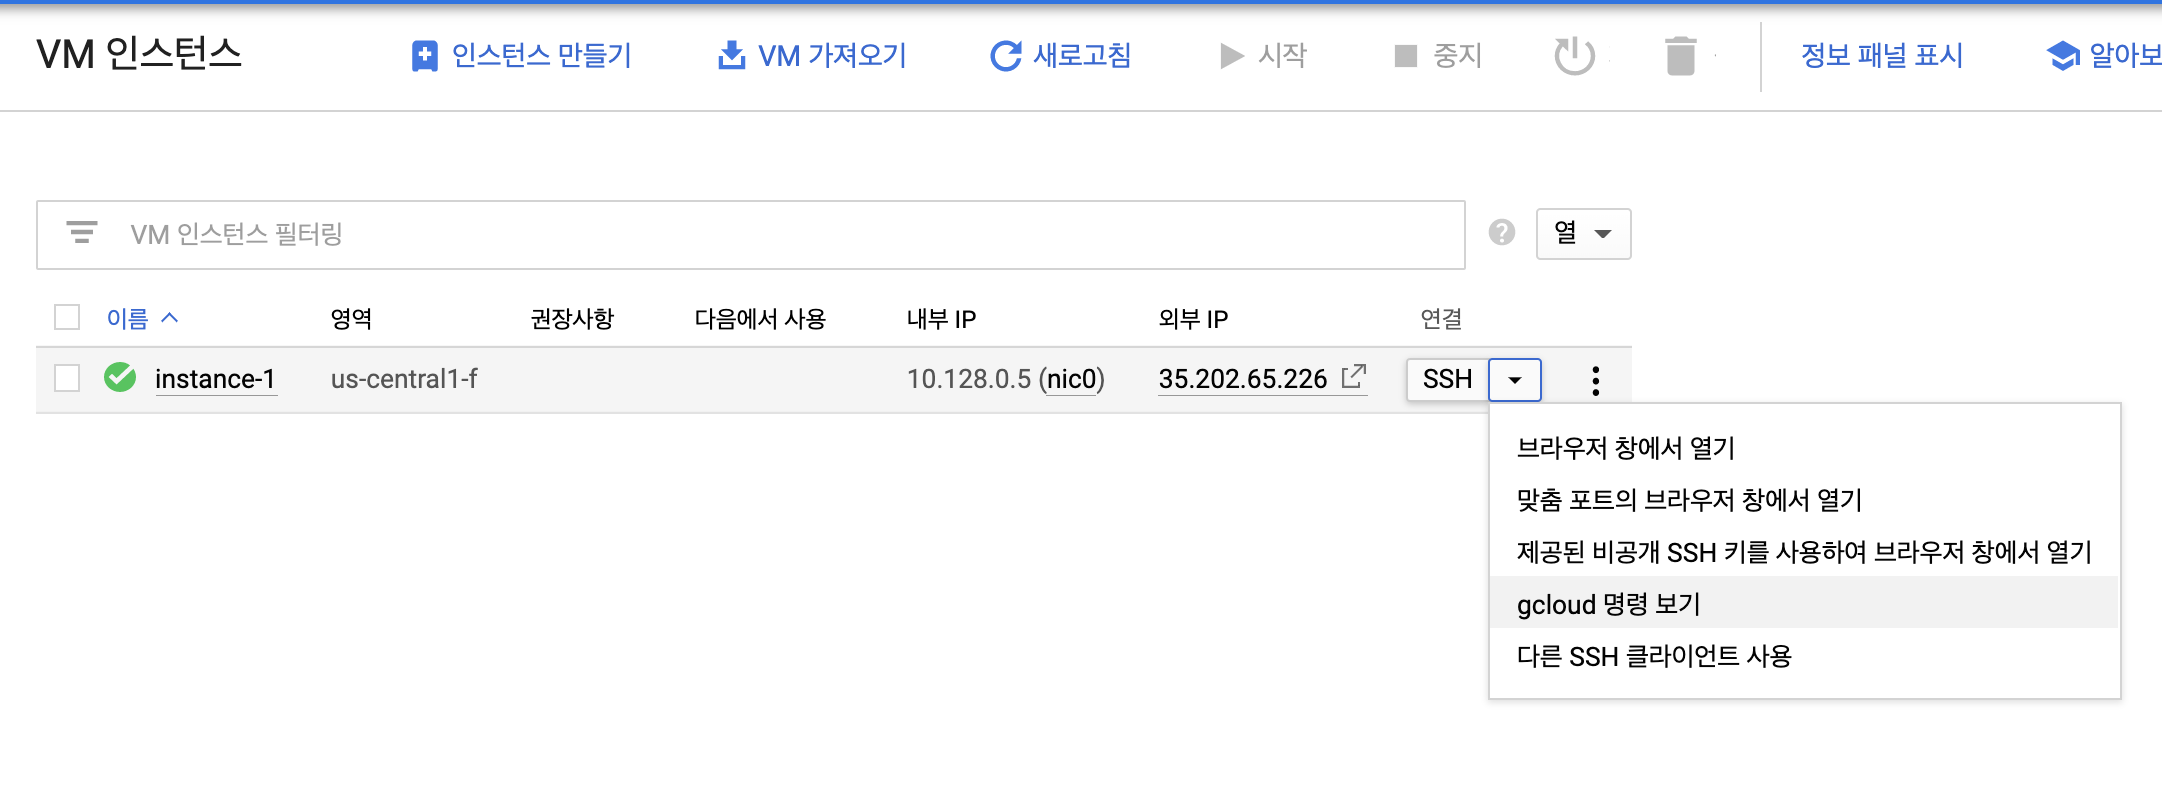 VM 인스턴스 인스턴스 만들기 VM 가져오기 새로고침 시작 중지 정보 패널 표시 알아보
VM 인스턴스 필터링 열
이름 영역 권장사항 다음에서 사용 내부 IP 외부 IP 연결
instance-1 us-central1-f 10.128.0.5 (nic0) 35.202.65.226 SSH
브라우저 창에서 열기
맞춤 포트의 브라우저 창에서 열기
제공된 비공개 SSH 키를 사용하여 브라우저 창에서 열기
gcloud 명령 보기
다른 SSH 클라이언트 사용